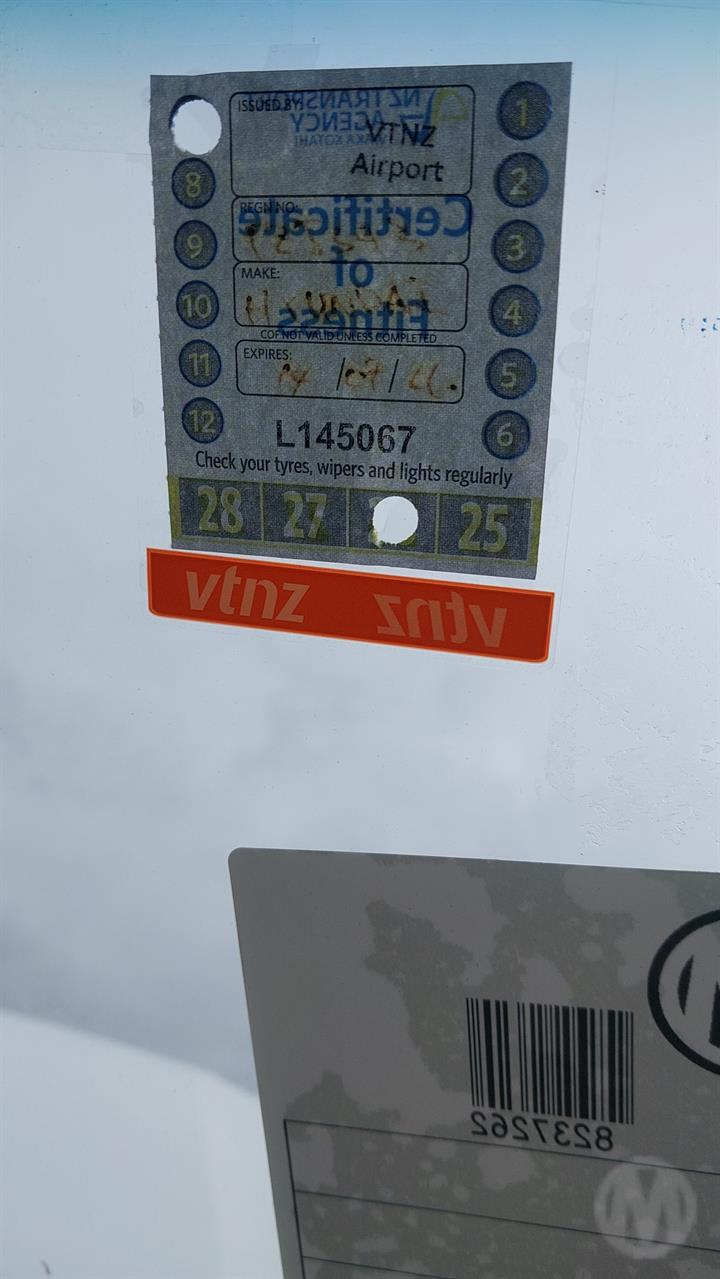 ISSUED BY:
NZ TRANSPORT
AGENCY
WAKA KOTAHI
VTNZ
Airport
1
8
2
REGN NO:
Certificate
9
3
of
MAKE:
10
4
Fitness
COF NOT VALID UNLESS COMPLETED
11
EXPIRES:
5
12
6
L145067
Check your tyres, wipers and lights regularly
28 27 25
vtnz vtnz
8237262
M